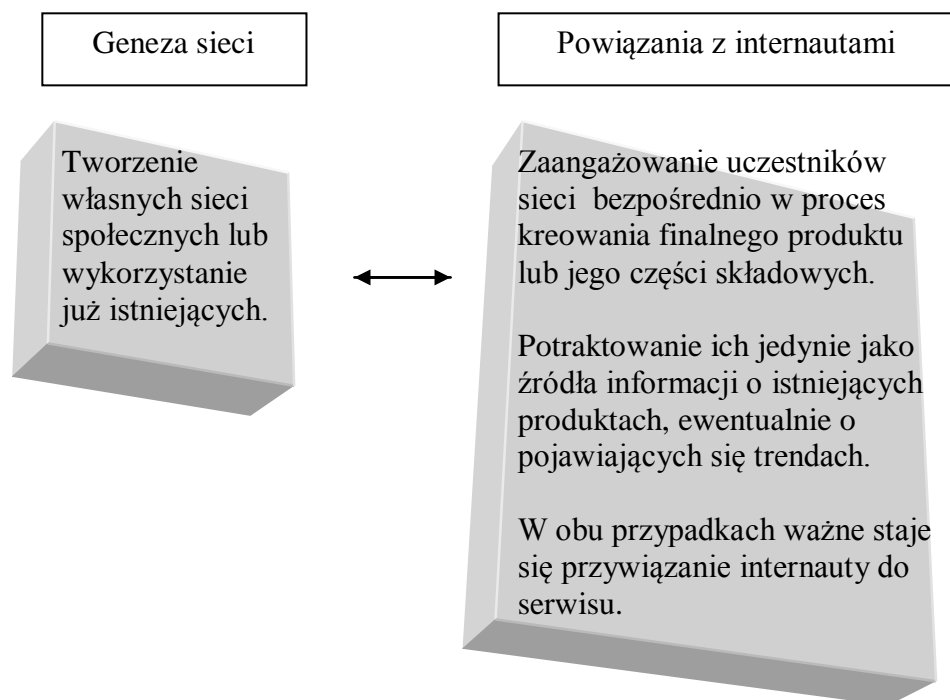 Geneza sieci
Powiązania z internautami
Tworzenie
własnych sieci
społecznych lub
wykorzystanie
już istniejących.
Zaangażowanie uczestników
sieci  bezpośrednio w proces
kreowania finalnego produktu
lub jego części składowych.
Potraktowanie ich jedynie jako
źródła informacji o istniejących
produktach, ewentualnie o
pojawiających się trendach.
W obu przypadkach ważne staje
się przywiązanie internauty do
serwisu.